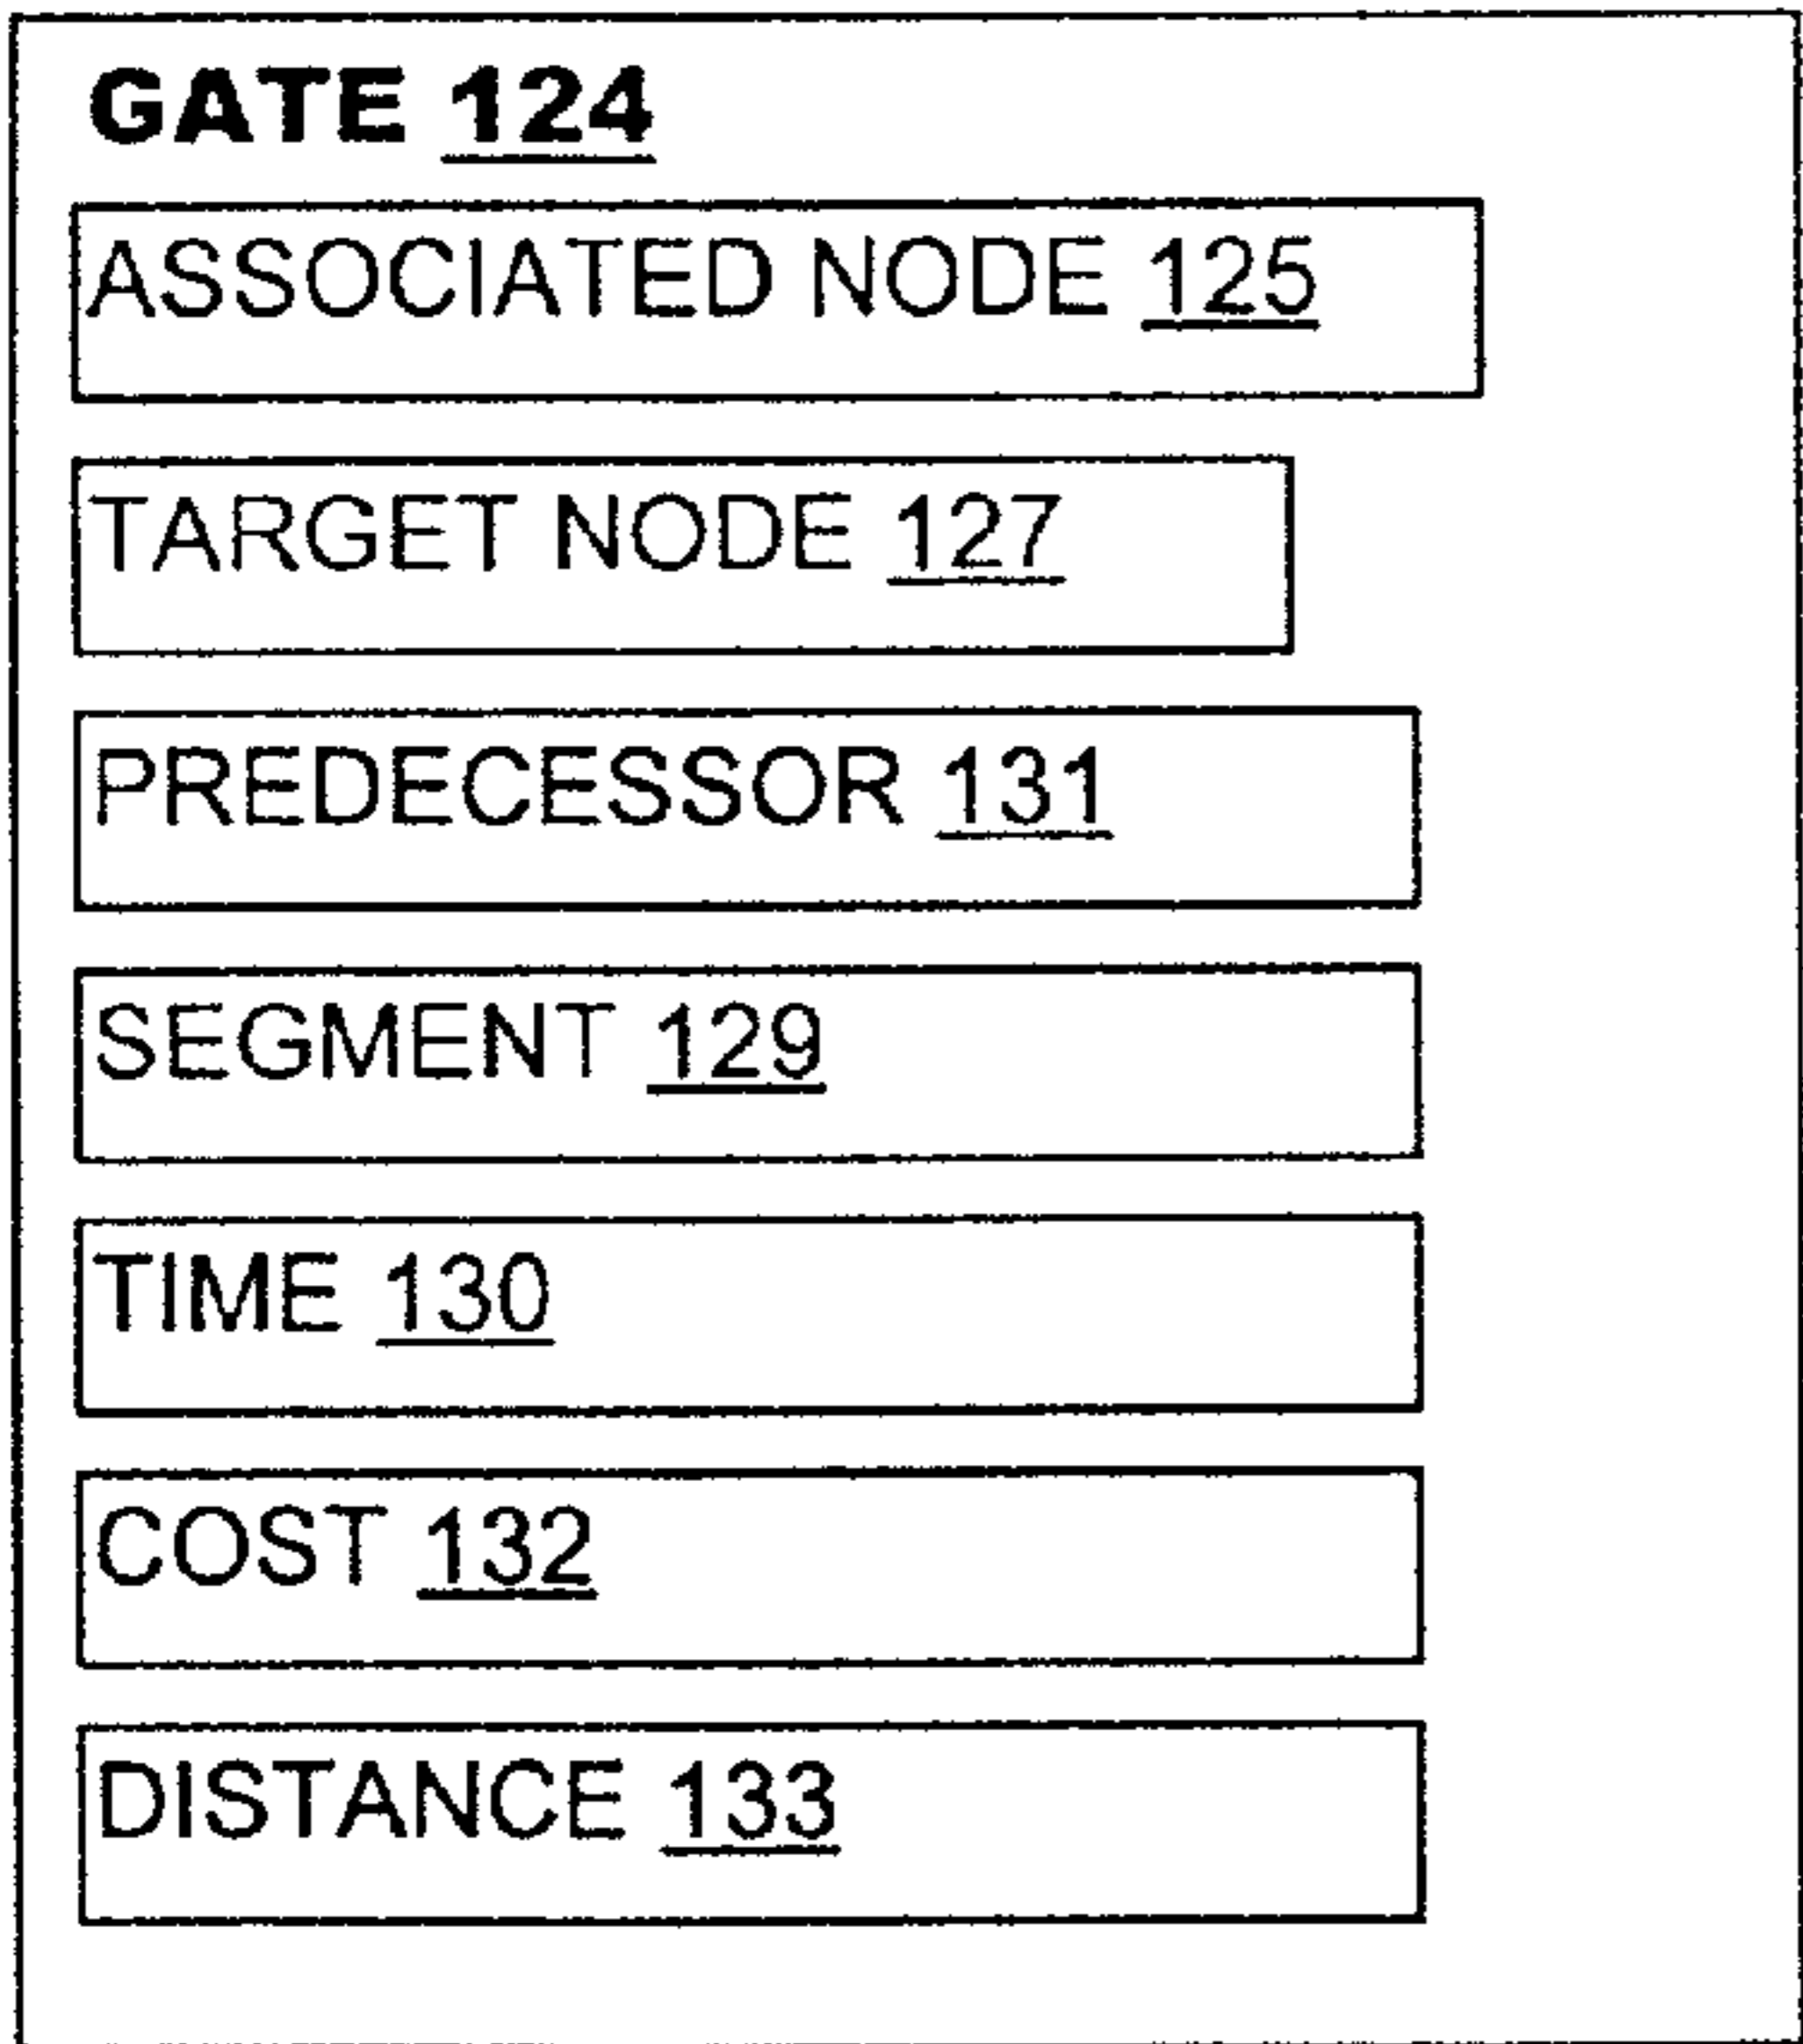 GATE 124
ASSOCIATED NODE 125
TARGET NODE 127
PREDECESSOR 131
SEGMENT 129
TIME 130
COST 132
DISTANCE 133